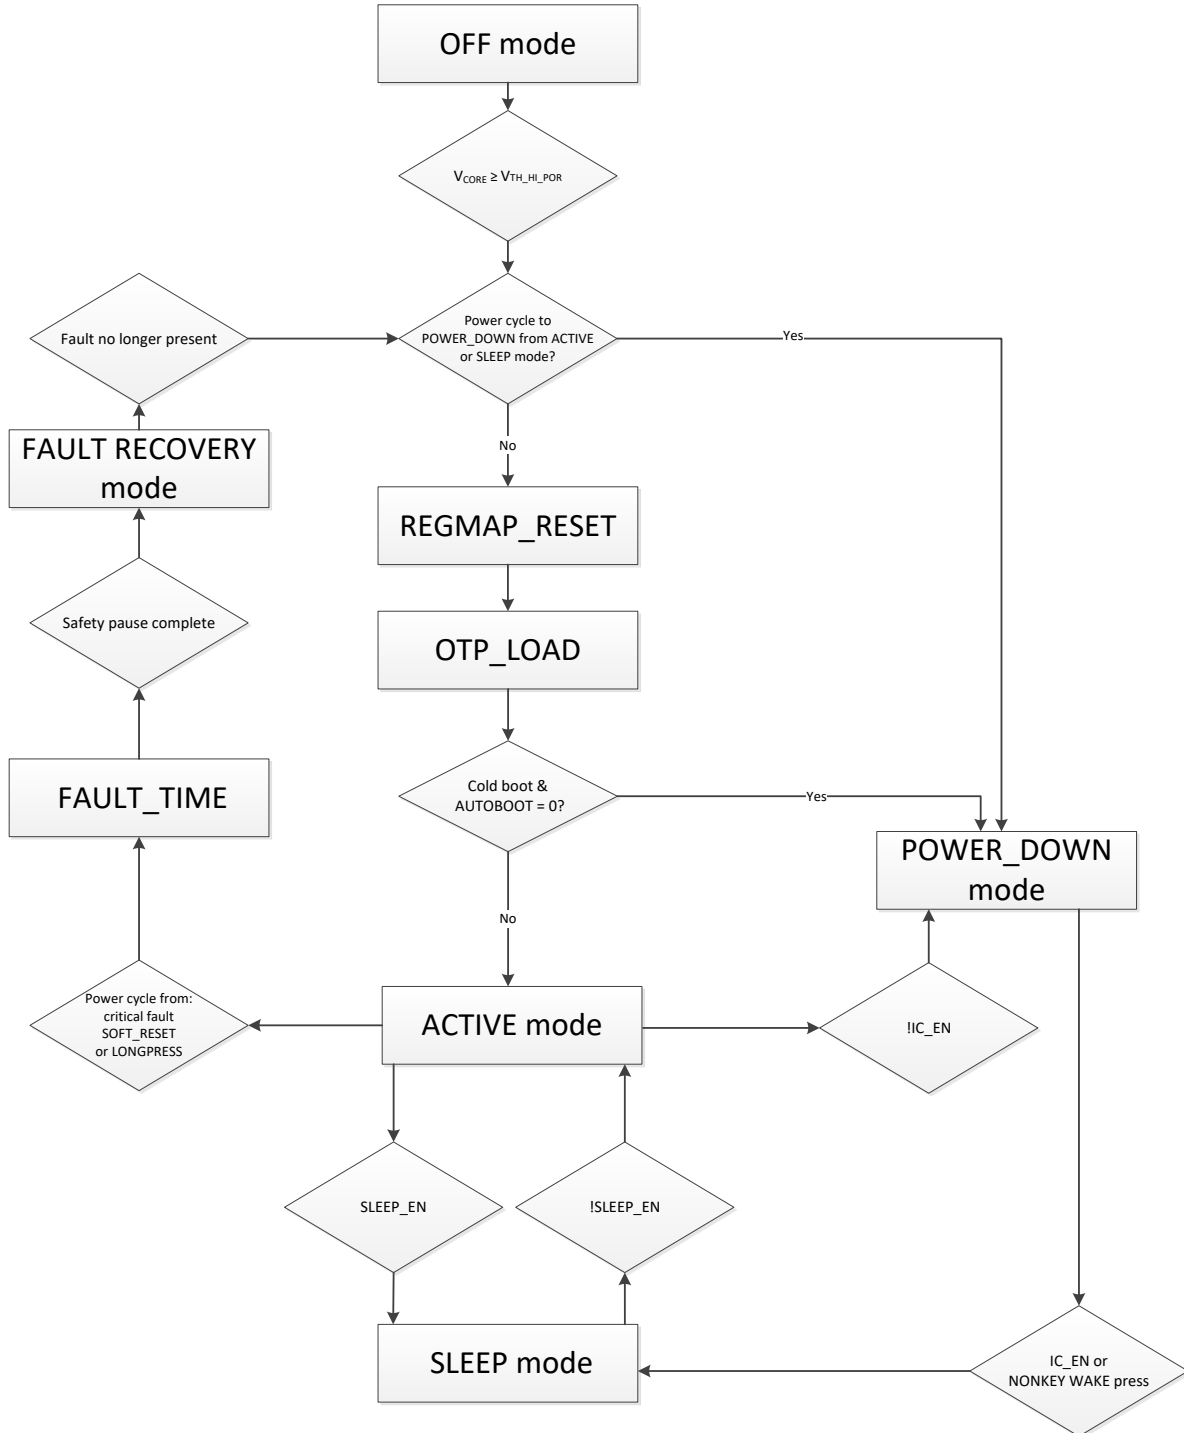 OFF mode
VCORE ≥ VTH_HI_POR
Fault no longer present
Power cycle to
POWER_DOWN from ACTIVE
or SLEEP mode?
Yes
FAULT RECOVERY
mode
No
REGMAP_RESET
Safety pause complete
OTP_LOAD
FAULT_TIME
Cold boot &
AUTOBOOT = 0?
Yes
POWER_DOWN
mode
No
Power cycle from:
critical fault
SOFT_RESET
or LONGPRESS
ACTIVE mode
!IC_EN
SLEEP_EN
!SLEEP_EN
SLEEP mode
IC_EN or
NONKEY WAKE press